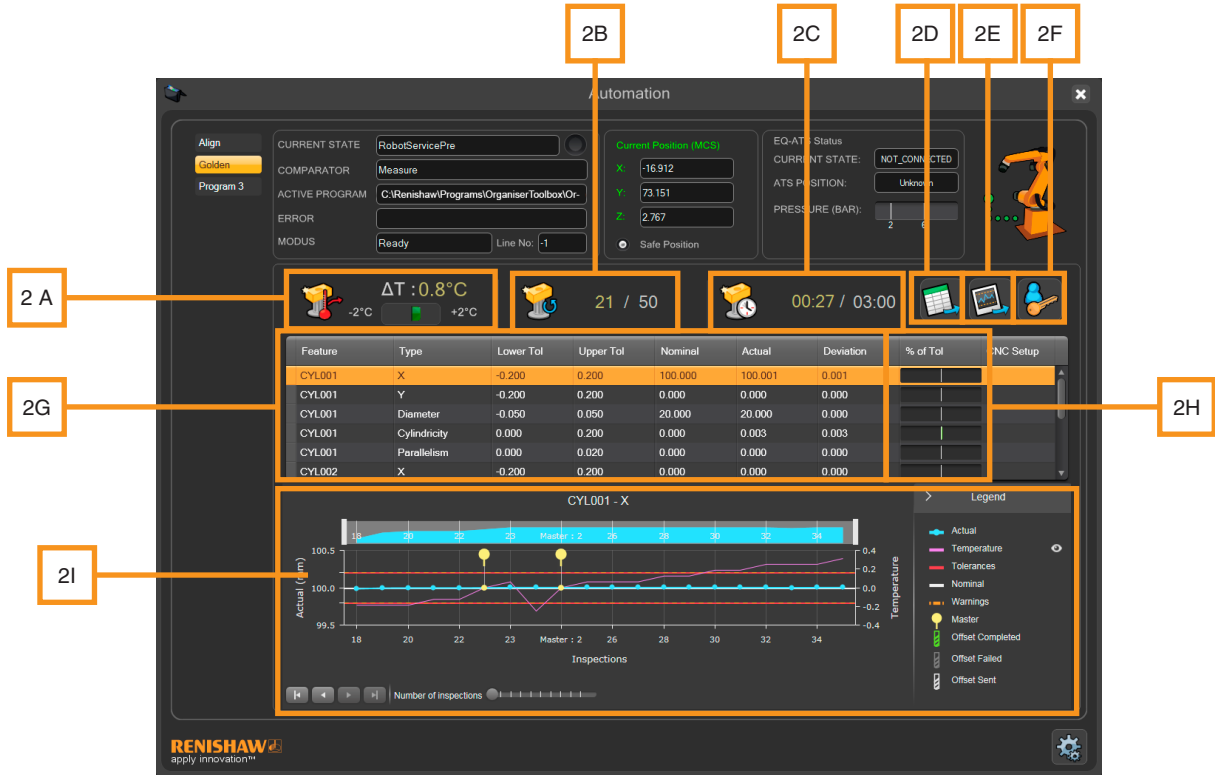 2B 2C 2D 2E 2F
Automation
Align
Golden
Program 3
CURRENT STATE RobotServicePre
COMPARATOR Measure
ACTIVE PROGRAM C:\Renishaw\Programs\OrganiserToolbox\Or-
ERROR
MODUS Ready Line No: -1
Current Position (MCS)
X: -16.912
Y: 73.151
Z: 2.767
Safe Position
EQ-ATS Status
CURRENT STATE: NOT_CONNECTED
ATS POSITION: Unknown
PRESSURE (BAR):
2 6
2 A
ΔT : 0.8°C
-2°C +2°C
21 / 50
00:27 / 03:00
Feature Type Lower Tol Upper Tol Nominal Actual Deviation % of Tol CNC Setup
CYL001 X -0.200 0.200 100.000 100.001 0.001
CYL001 Y -0.200 0.200 0.000 0.000 0.000
CYL001 Diameter -0.050 0.050 20.000 20.000 0.000
CYL001 Cylindricity 0.000 0.200 0.000 0.003 0.003
CYL001 Parallelism 0.000 0.020 0.000 0.000 0.000
CYL002 X -0.200 0.200 0.000 0.000 0.000
2G
2H
2I
CYL001 - X
18 20 22 23 Master : 2 26 28 30 32 34
100.5
100.0
99.5
Actual (mm)
0.4
0.2
0.0
-0.2
-0.4
Temperature
18 20 22 23 Master : 2 26 28 30 32 34
Inspections
Number of inspections
Legend
Actual
Temperature
Tolerances
Nominal
Warnings
Master
Offset Completed
Offset Failed
Offset Sent
RENISHAW
apply innovation™